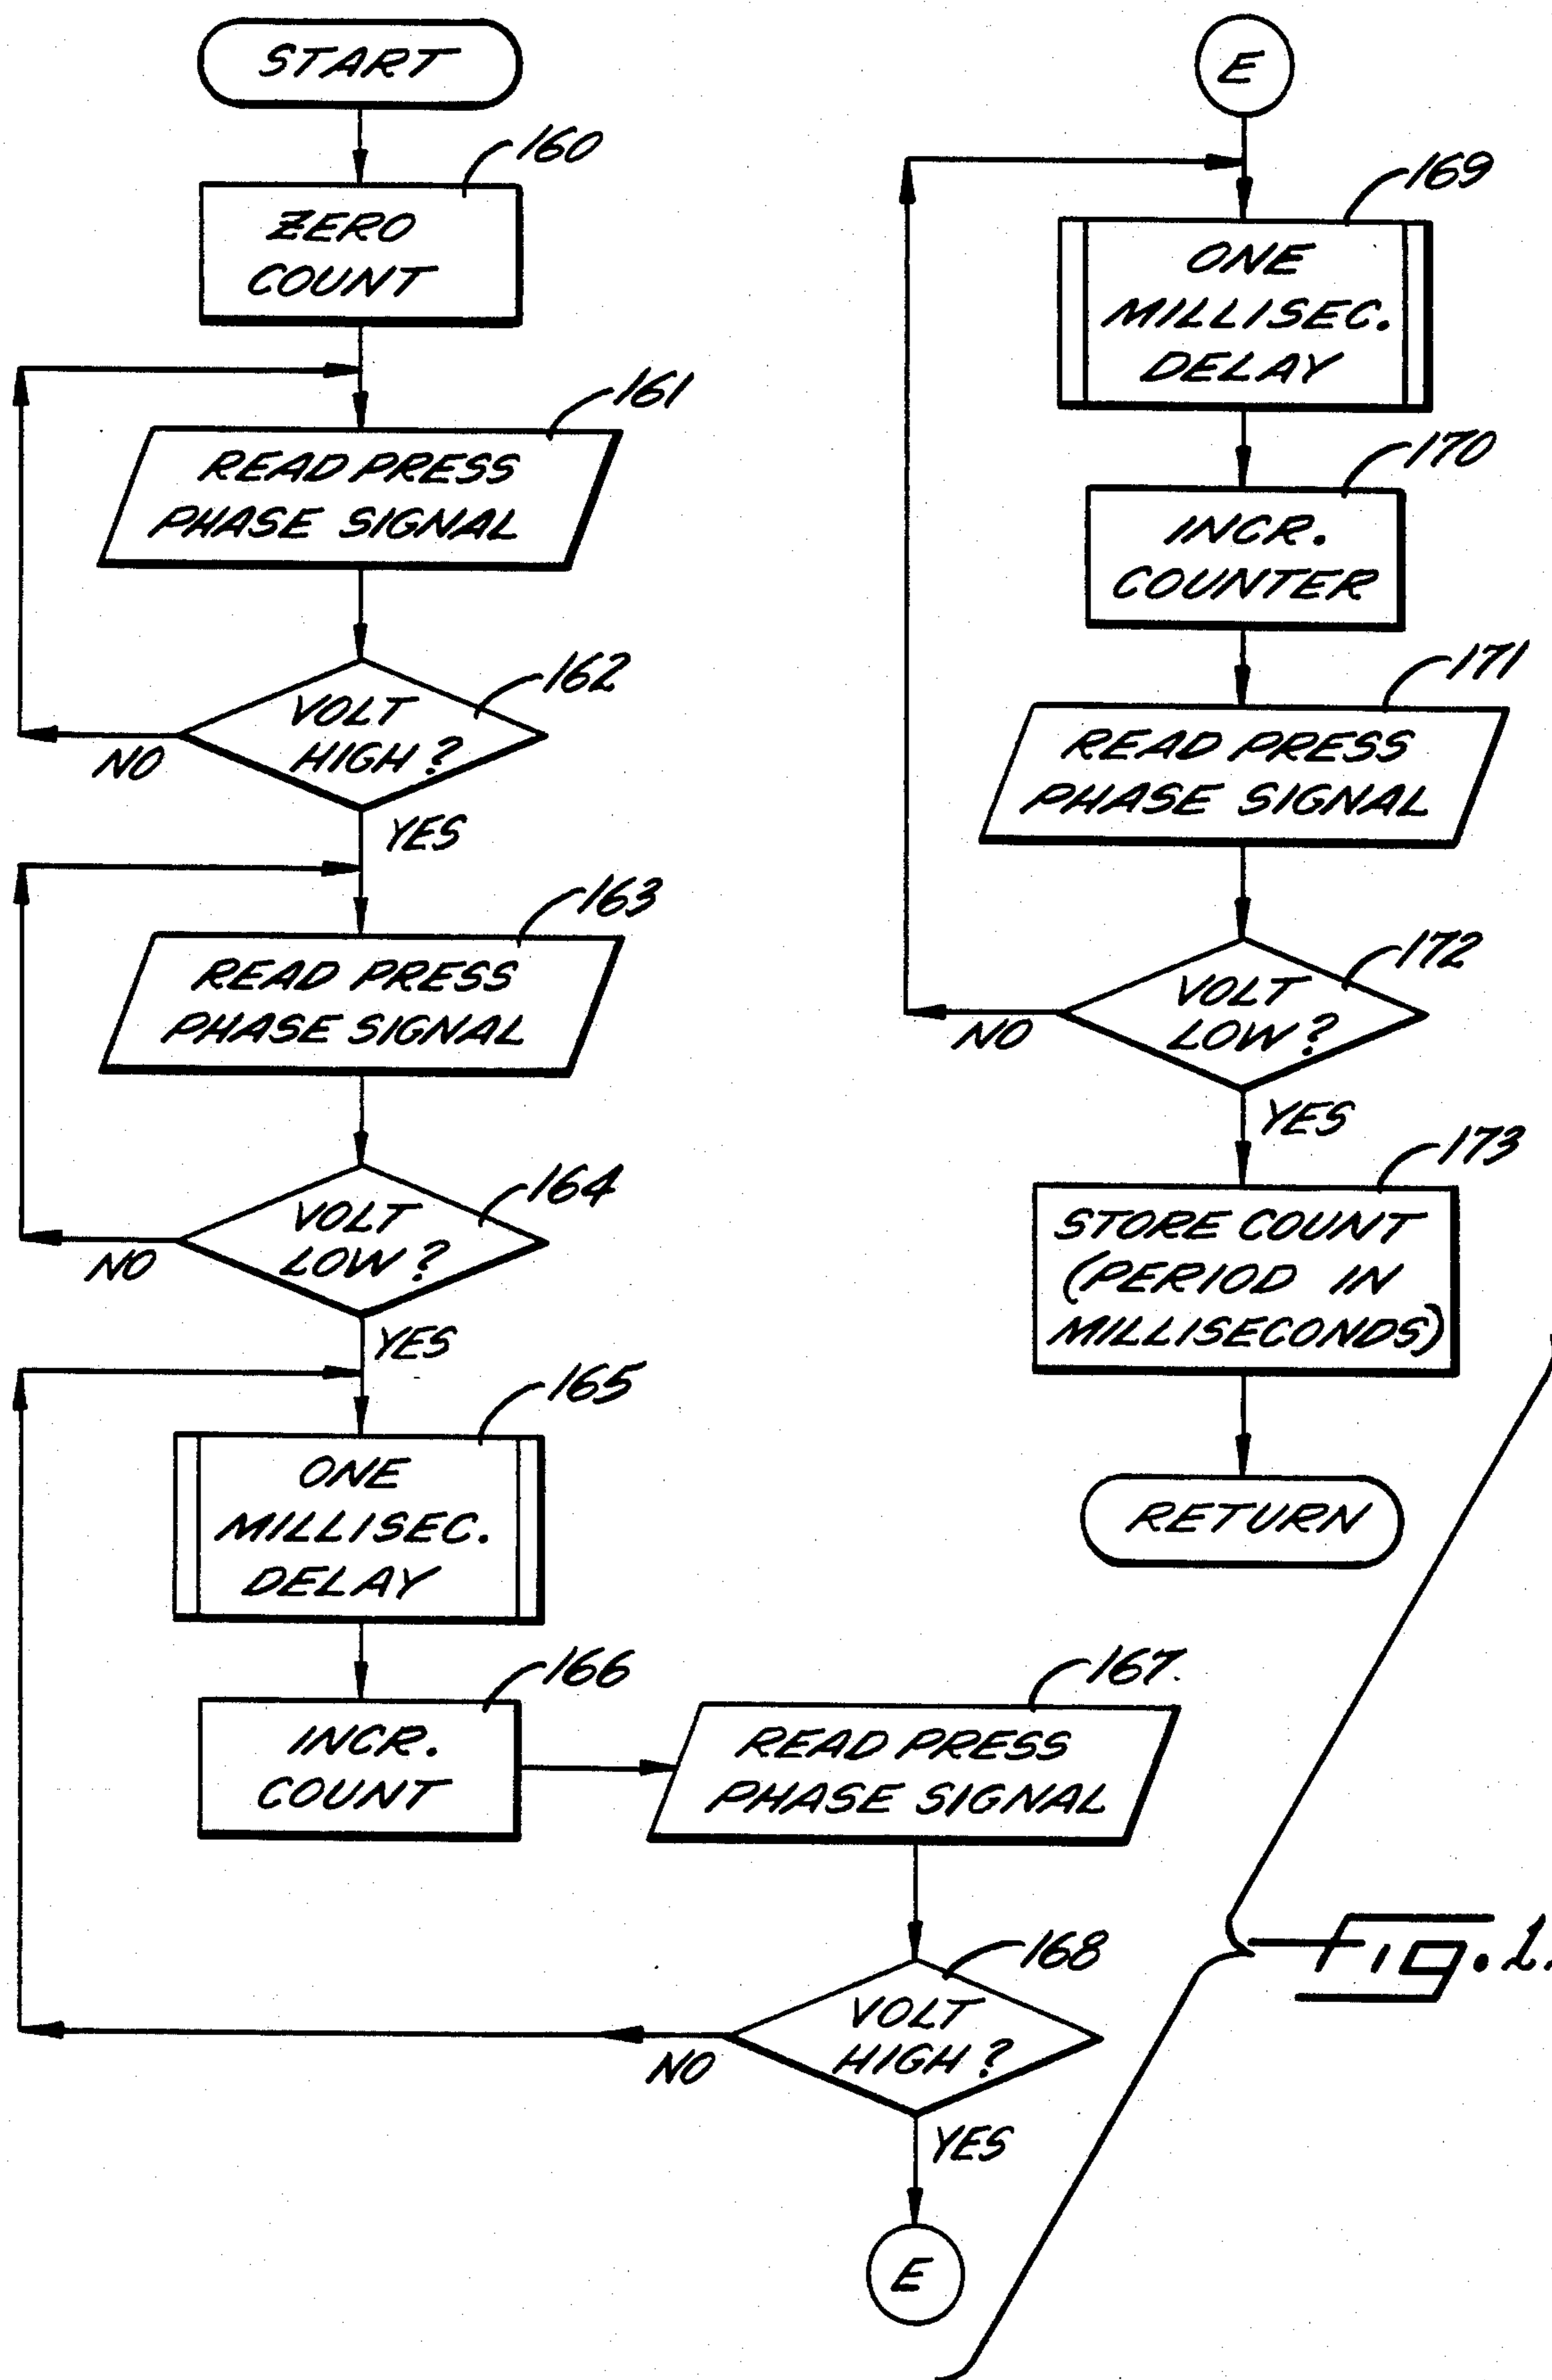 START
160
ZERO
COUNT
161
READ PRESS
PHASE SIGNAL
162
VOLT
HIGH?
NO
YES
163
READ PRESS
PHASE SIGNAL
164
VOLT
LOW?
NO
YES
165
ONE
MILLISEC.
DELAY
166
INCR.
COUNT
167
READ PRESS
PHASE SIGNAL
168
VOLT
HIGH?
NO
YES
E
E
169
ONE
MILLISEC.
DELAY
170
INCR.
COUNTER
171
READ PRESS
PHASE SIGNAL
172
VOLT
LOW?
NO
YES
173
STORE COUNT
(PERIOD IN
MILLISECONDS)
RETURN
Fig. 1